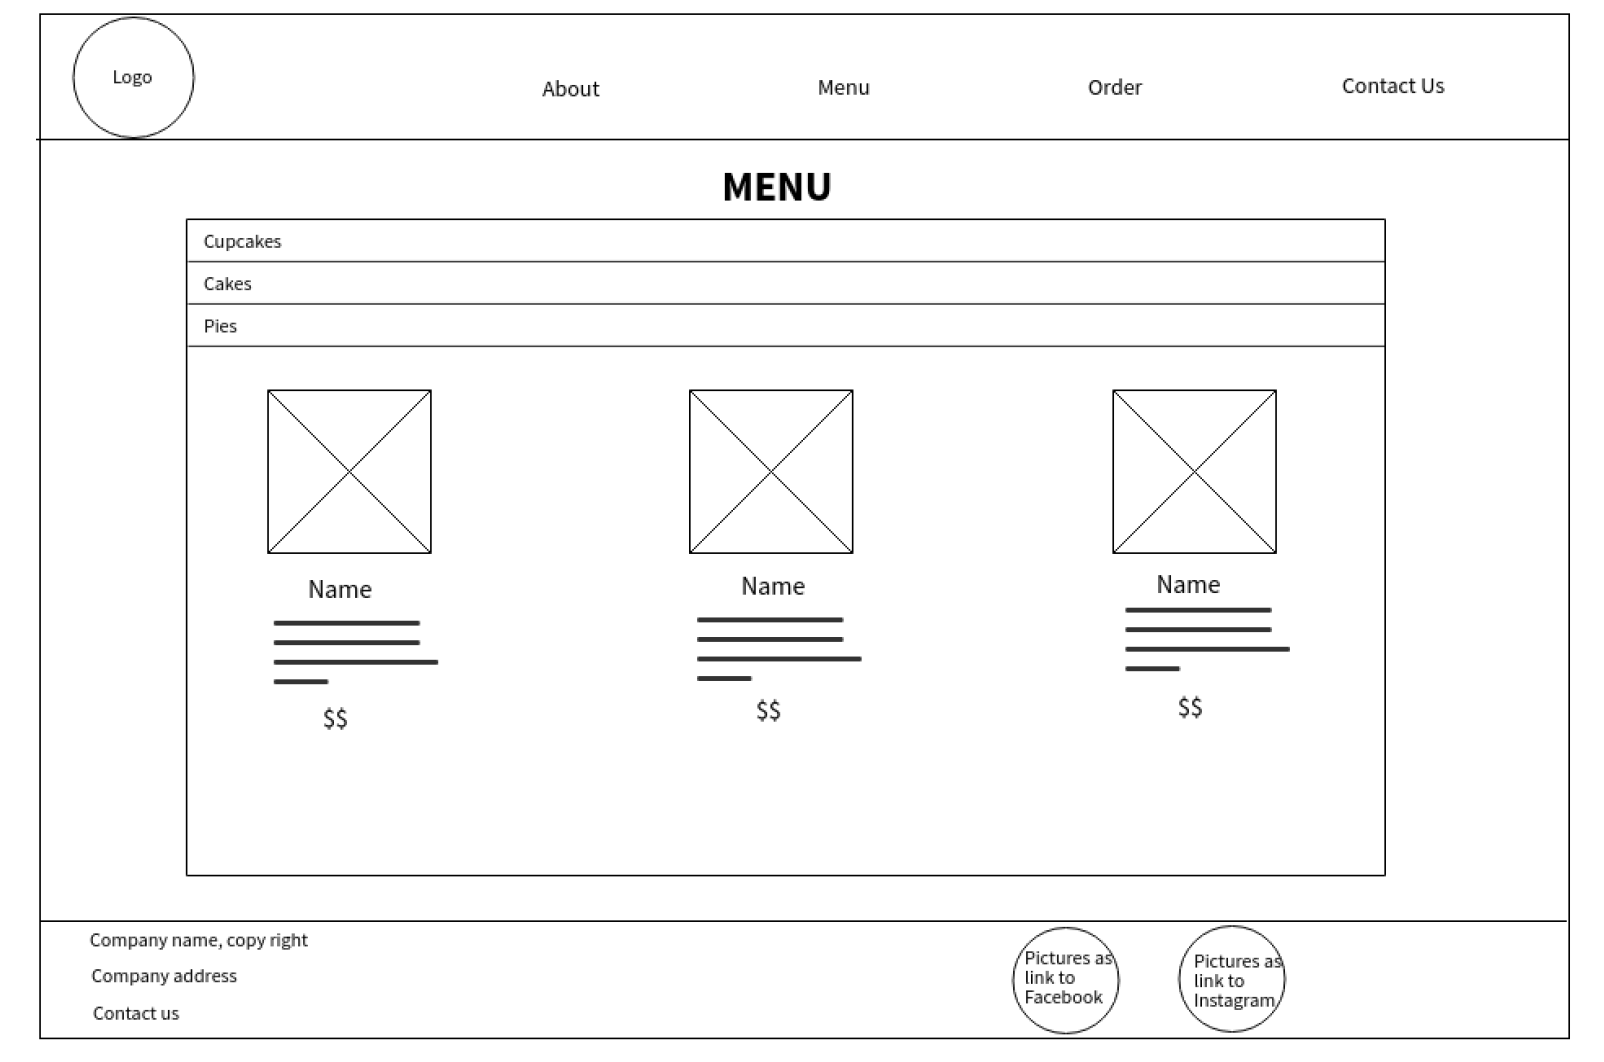 Logo
About
Menu
Order
Contact Us
MENU
Cupcakes
Cakes
Pies
Name
Name
Name
$$
$$
$$
Company name, copy right
Company address
Contact us
Pictures as
link to
Facebook
Pictures as
link to
Instagram